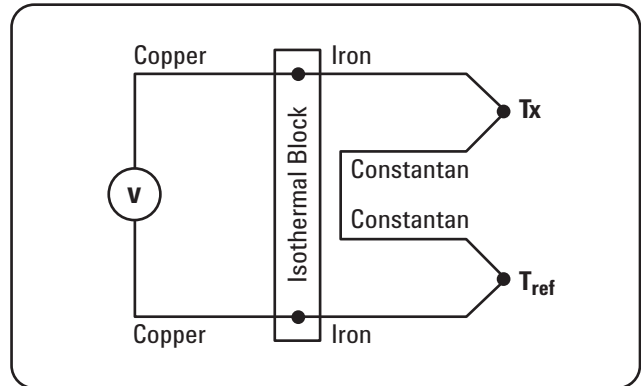 Copper
Iron
Tx
Isothermal Block
Constantan
V
Constantan
Tref
Copper
Iron